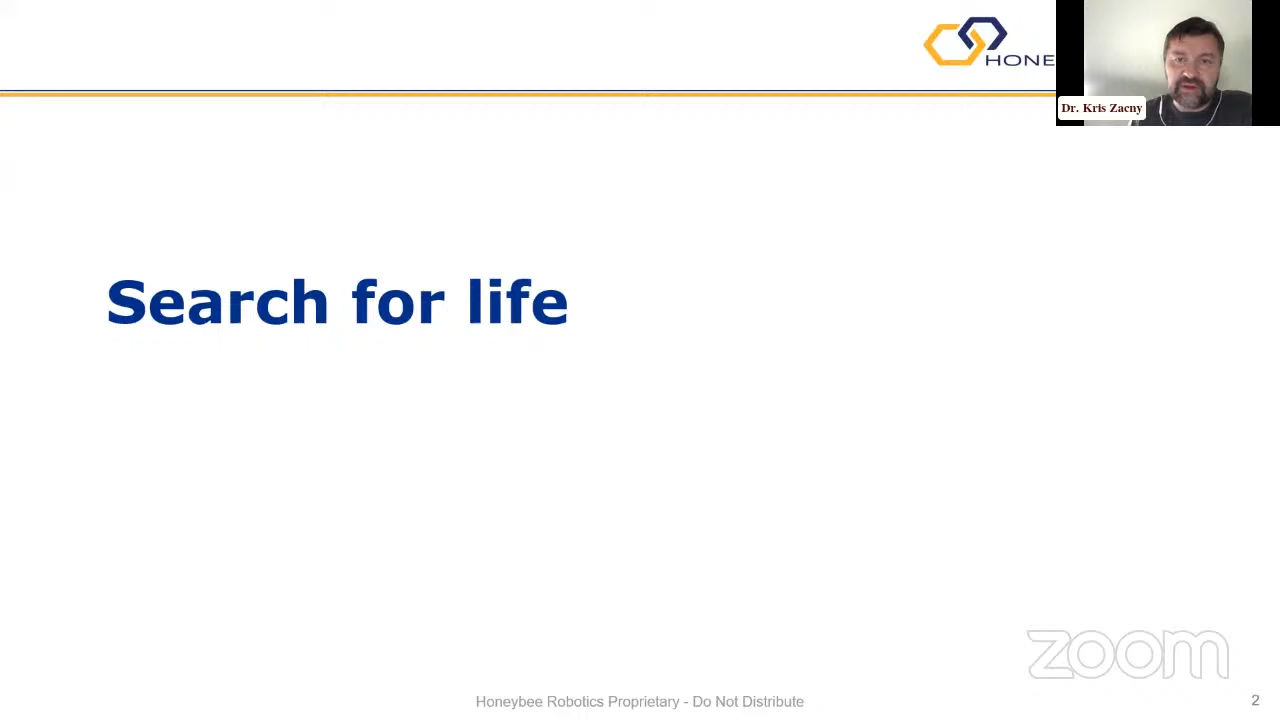 HONE
Dr. Kris Zacny
Search for life
zoom
Honeybee Robotics Proprietary - Do Not Distribute
2